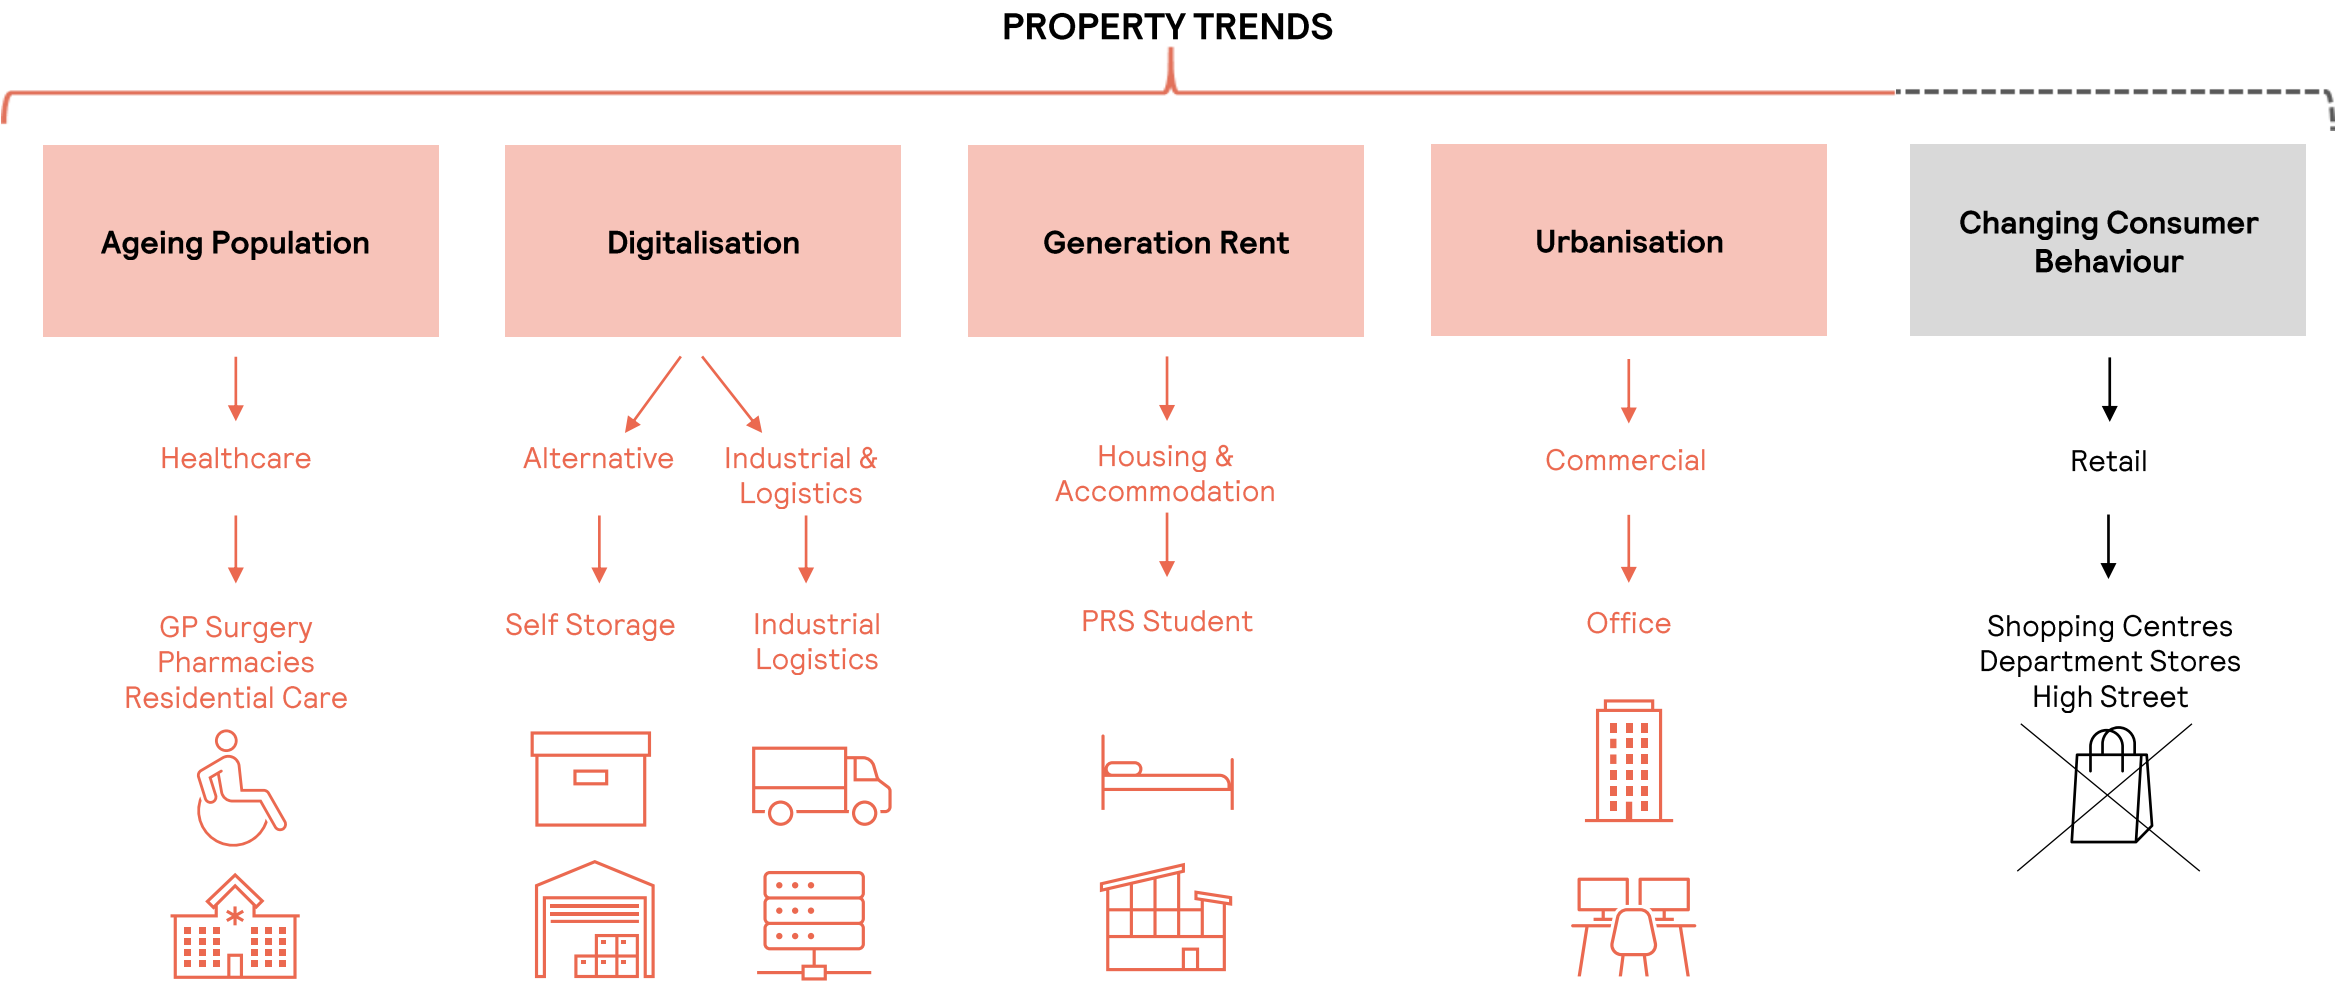 PROPERTY TRENDS
Ageing Population
Digitalisation
Generation Rent
Urbanisation
Changing Consumer
Behaviour
Healthcare
Alternative
Industrial &
Logistics
Housing &
Accommodation
Commercial
Retail
GP Surgery
Pharmacies
Residential Care
Self Storage
Industrial
Logistics
PRS Student
Office
Shopping Centres
Department Stores
High Street